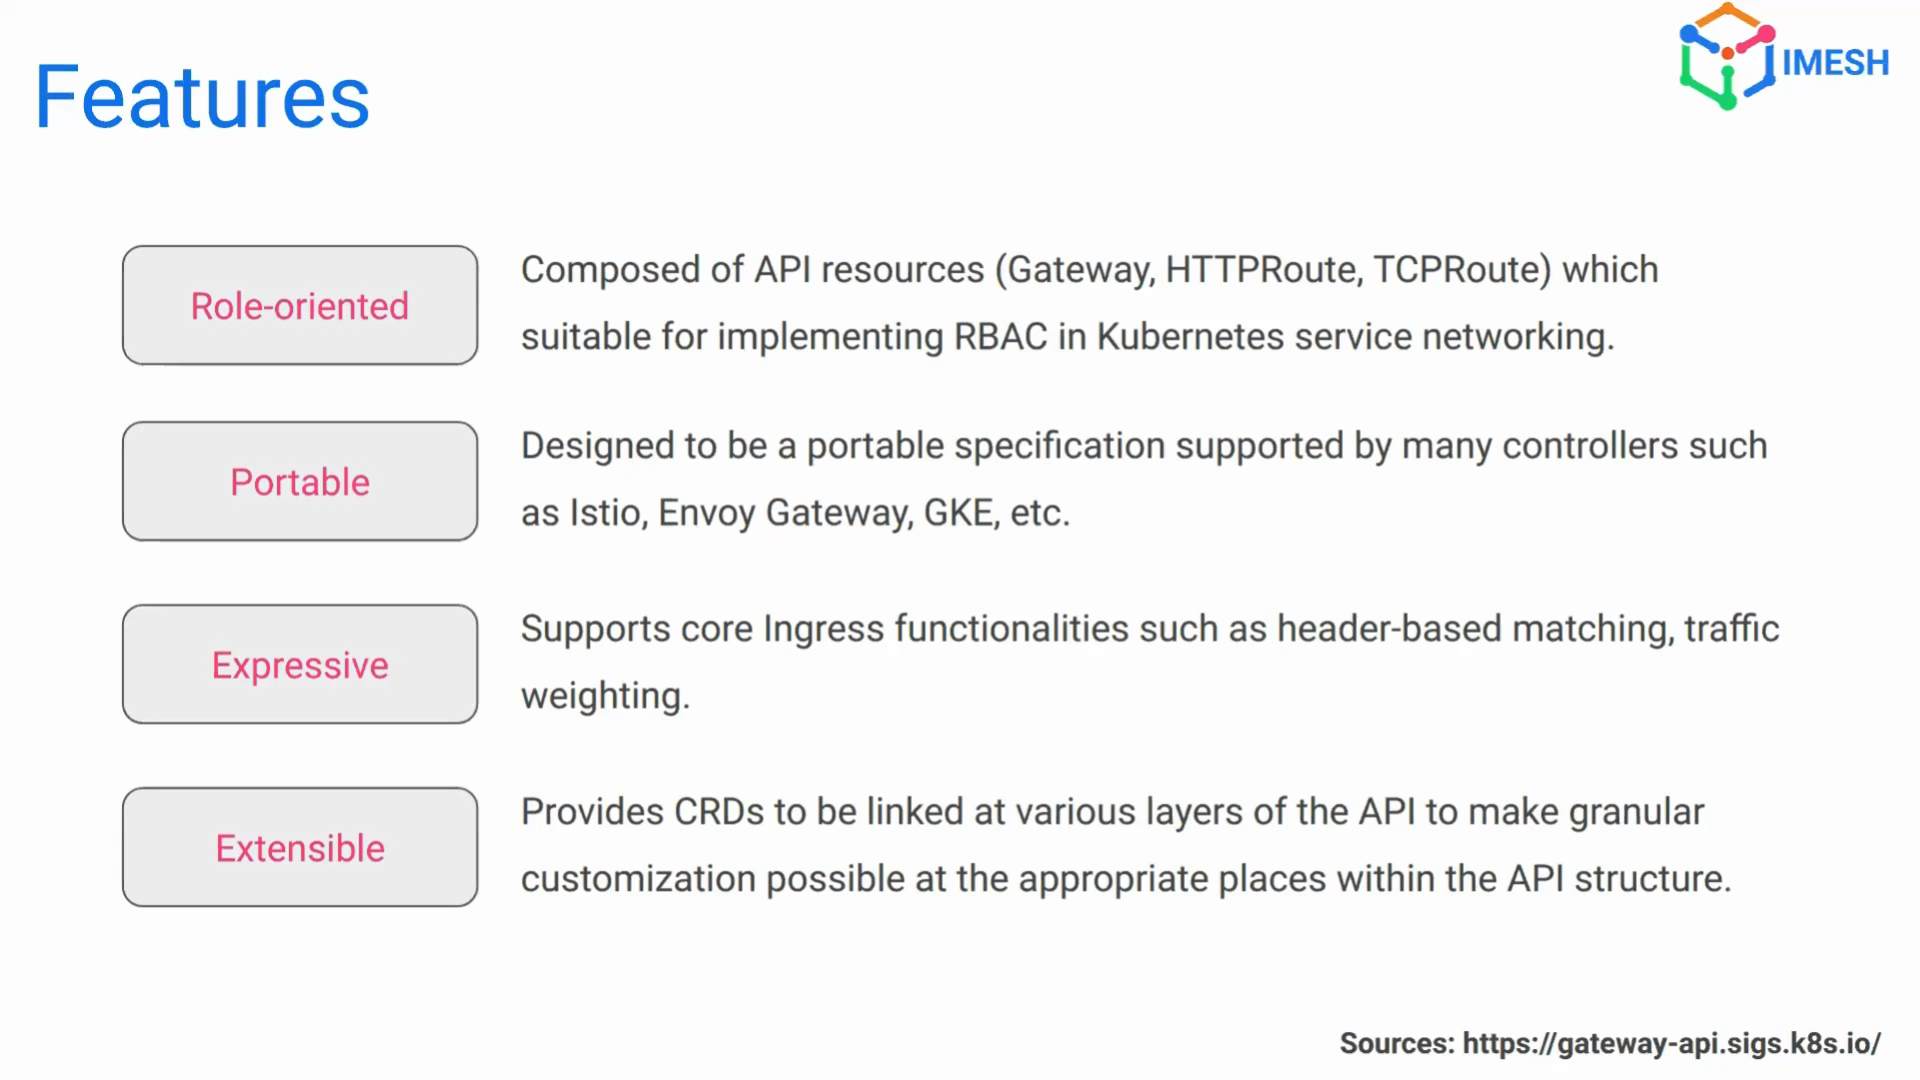 Features
IMESH
Role-oriented
Composed of API resources (Gateway, HTTPRoute, TCPRoute) which
suitable for implementing RBAC in Kubernetes service networking.
Portable
Designed to be a portable specification supported by many controllers such
as Istio, Envoy Gateway, GKE, etc.
Expressive
Supports core Ingress functionalities such as header-based matching, traffic
weighting.
Extensible
Provides CRDs to be linked at various layers of the API to make granular
customization possible at the appropriate places within the API structure.
Sources: https://gateway-api.sigs.k8s.io/